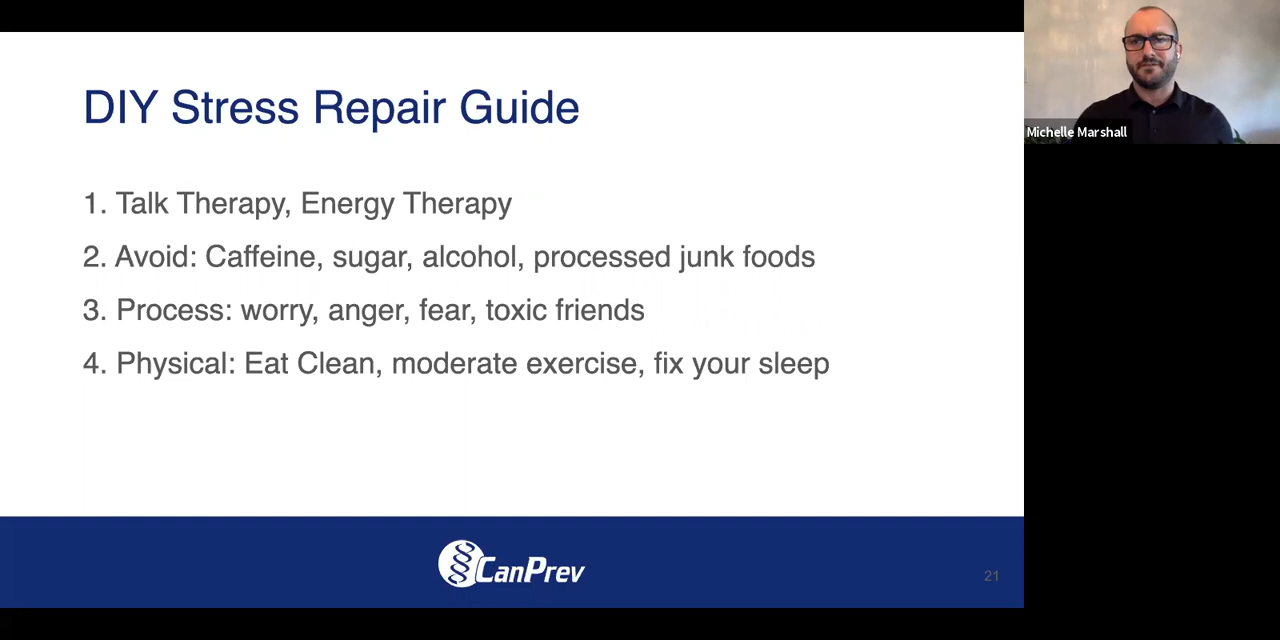 DIY Stress Repair Guide
1. Talk Therapy, Energy Therapy
2. Avoid: Caffeine, sugar, alcohol, processed junk foods
3. Process: worry, anger, fear, toxic friends
4. Physical: Eat Clean, moderate exercise, fix your sleep
CanPrev
21
Michelle Marshall